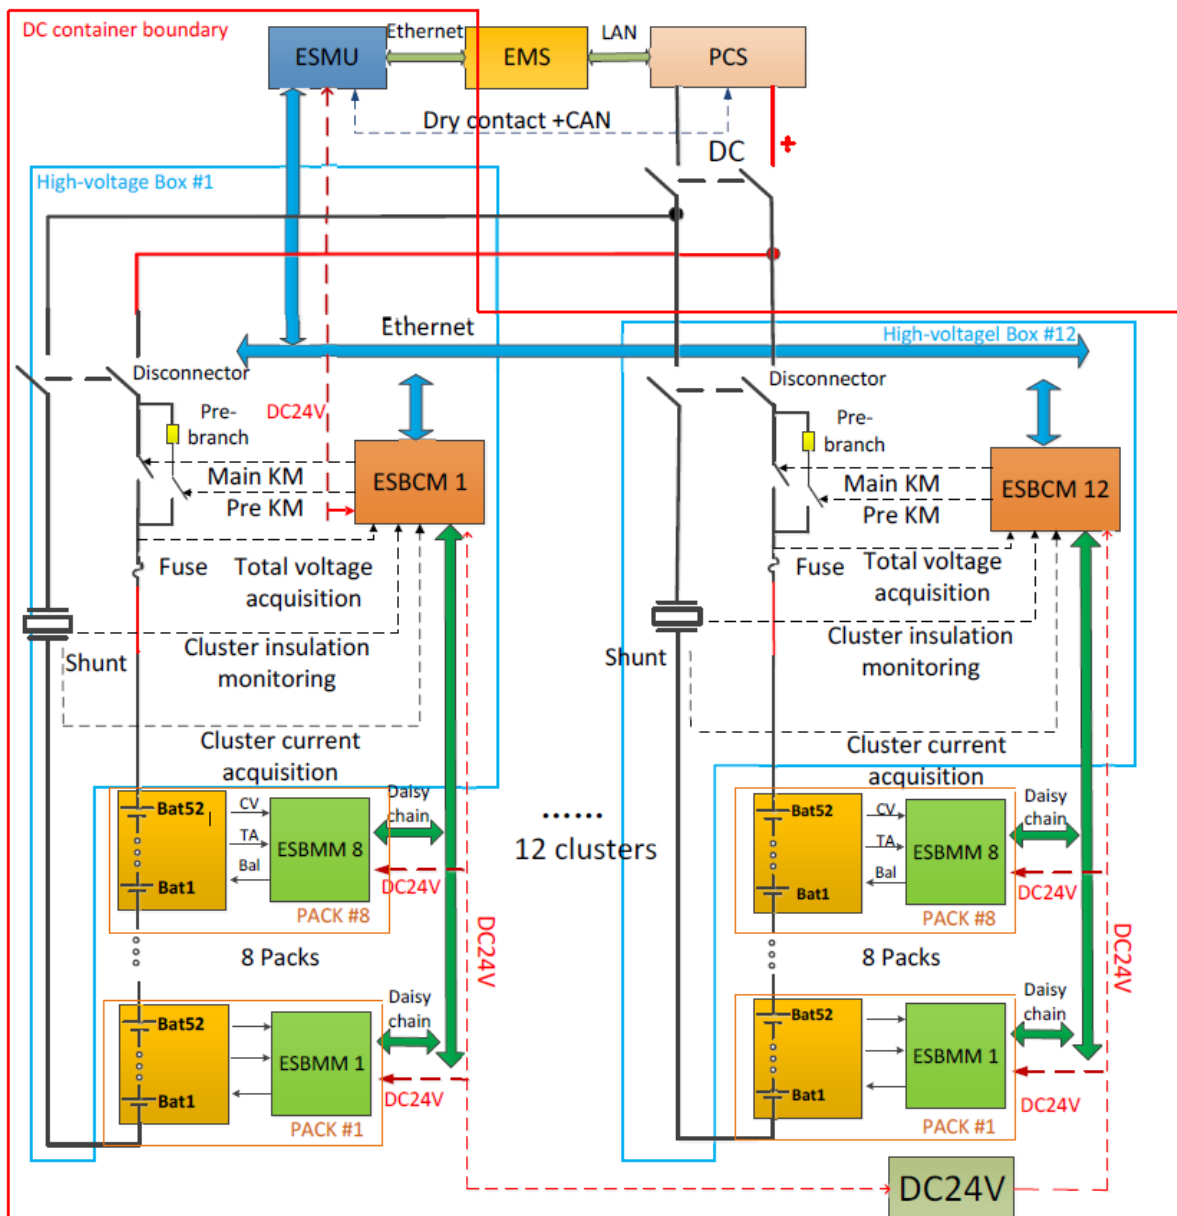 DC container boundary
Ethernet
LAN
ESMU
EMS
PCS
Dry contact +CAN
+
DC
High-voltage Box #1
Ethernet
High-voltagel Box #12
Disconnector
DC24V
Pre-
branch
Main KM
Pre KM
ESBCM 1
Fuse
Total voltage
acquisition
Cluster insulation
monitoring
Shunt
Cluster current
acquisition
Disconnector
Pre-
branch
Main KM
Pre KM
ESBCM 12
Fuse
Total voltage
acquisition
Cluster insulation
monitoring
Shunt
Cluster current
acquisition
Bat52
CV
TA
Bal
Bat1
ESBMM 8
Daisy
chain
DC24V
PACK #8
8 Packs
DC24V
Bat52
Bat1
ESBMM 1
Daisy
chain
DC24V
PACK #1
......
12 clusters
Bat52
CV
TA
Bal
Bat1
ESBMM 8
Daisy
chain
DC24V
PACK #8
8 Packs
DC24V
Bat52
Bat1
ESBMM 1
Daisy
chain
DC24V
PACK #1
DC24V